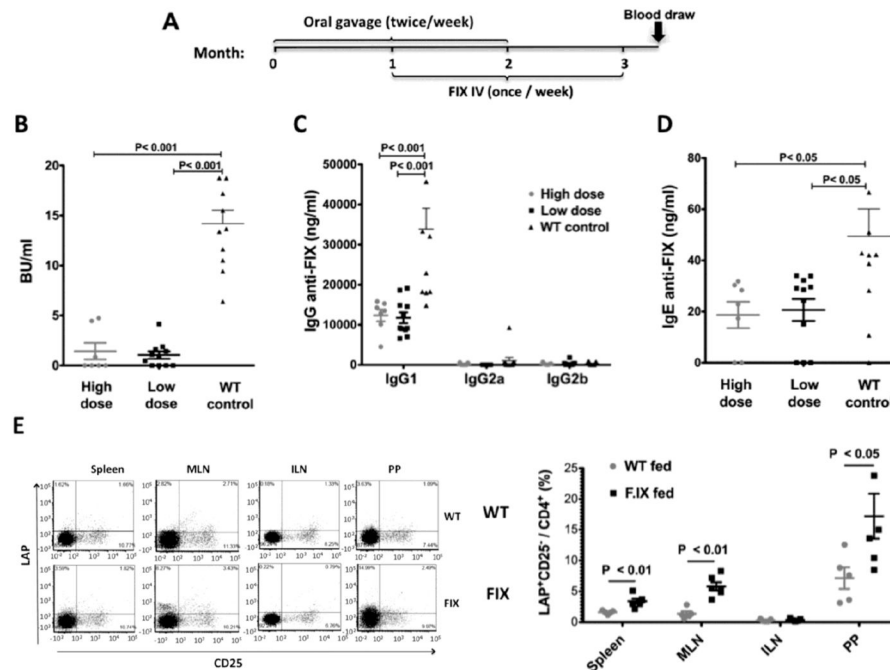 A
Oral gavage (twice/week)
Blood draw
Month:
0 1 2 3
FIX IV (once / week)
B
P< 0.001
P< 0.001
BU/ml
20
15
10
5
0
High dose
Low dose
WT control
C
P< 0.001
P< 0.001
IgG anti-FIX (ng/ml)
50000
40000
30000
20000
10000
0
High dose
Low dose
WT control
IgG1 IgG2a IgG2b
D
P< 0.05
P< 0.05
IgE anti-FIX (ng/ml)
80
60
40
20
0
High dose
Low dose
WT control
E
Spleen MLN ILN PP
LAP
WT
FIX
CD25
WT
FIX
LAP⁺CD25⁻/ CD4⁺ (%)
25
20
15
10
5
0
WT fed
F.IX fed
P < 0.01
P < 0.01
P < 0.05
Spleen MLN ILN PP